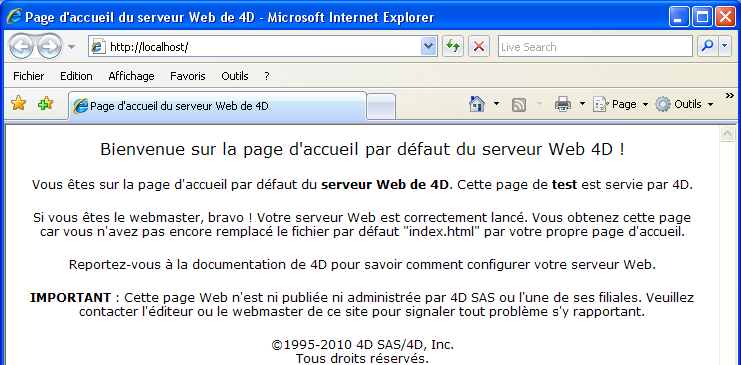 Page d'accueil du serveur Web de 4D - Microsoft Internet Explorer
http://localhost/
Live Search
Fichier Edition Affichage Favoris Outils ?
Page d'accueil du serveur Web de 4D
Page Outils »
Bienvenue sur la page d'accueil par défaut du serveur Web 4D !
Vous êtes sur la page d'accueil par défaut du serveur Web de 4D. Cette page de test est servie par 4D.
Si vous êtes le webmaster, bravo ! Votre serveur Web est correctement lancé. Vous obtenez cette page
car vous n'avez pas encore remplacé le fichier par défaut "index.html" par votre propre page d'accueil.
Reportez-vous à la documentation de 4D pour savoir comment configurer votre serveur Web.
IMPORTANT : Cette page Web n'est ni publiée ni administrée par 4D SAS ou l'une de ses filiales. Veuillez
contacter l'éditeur ou le webmaster de ce site pour signaler tout problème s'y rapportant.
©1995-2010 4D SAS/4D, Inc.
Tous droits réservés.